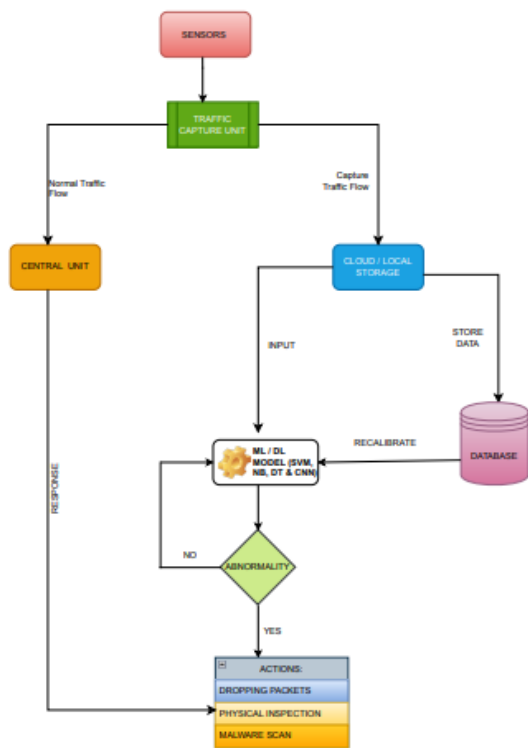 SENSORS
TRAFFIC
CAPTURE UNIT
Normal Traffic
Flow
Capture
Traffic Flow
CENTRAL UNIT
CLOUD / LOCAL
STORAGE
INPUT
STORE
DATA
ML / DL
MODEL (SVM,
NB, DT & CNN)
RECALIBRATE
DATABASE
RESPONSE
NO
ABNORMALITY
YES
ACTIONS:
DROPPING PACKETS
PHYSICAL INSPECTION
MALWARE SCAN